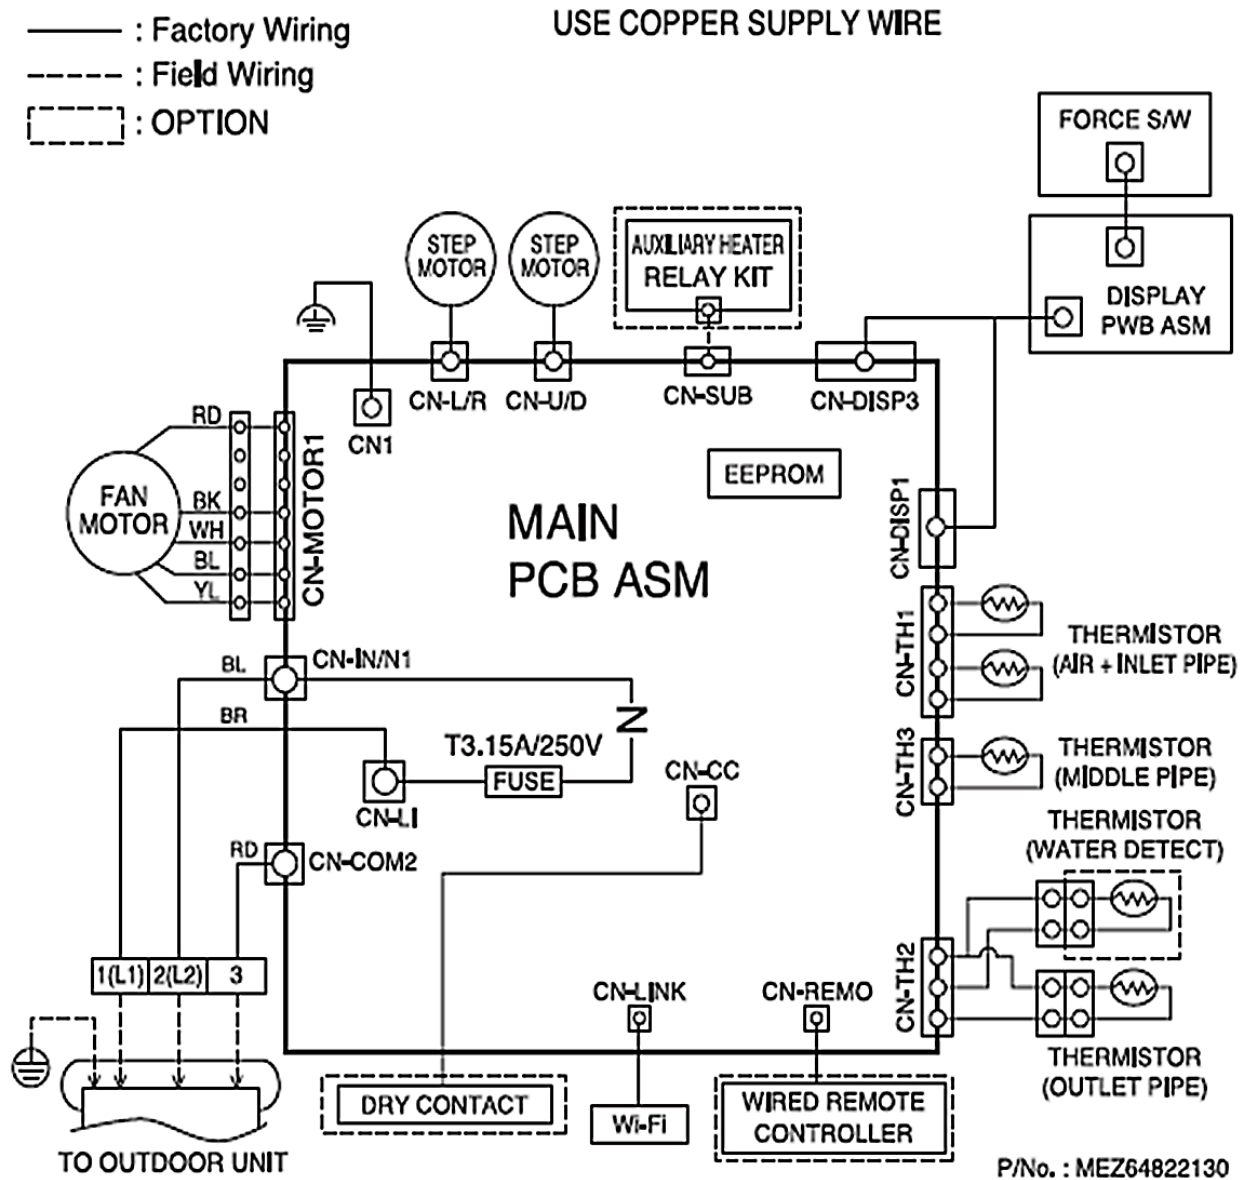 : Factory Wiring
: Field Wiring
: OPTION
USE COPPER SUPPLY WIRE
FORCE S/W
DISPLAY
PWB ASM
STEP
MOTOR
STEP
MOTOR
AUXILIARY HEATER
RELAY KIT
CN-L/R
CN-U/D
CN-SUB
CN-DISP3
CN1
RD
FAN
MOTOR
BK
WH
BL
YL
CN-MOTOR1
EEPROM
MAIN
PCB ASM
CN-DISP1
CN-TH1
THERMISTOR
(AIR + INLET PIPE)
BL
CN-IN/N1
BR
T3.15A/250V
FUSE
N
CN-LI
CN-CC
CN-TH3
THERMISTOR
(MIDDLE PIPE)
RD
CN-COM2
THERMISTOR
(WATER DETECT)
1(L1)
2(L2)
3
CN-TH2
CN-LINK
CN-REMO
THERMISTOR
(OUTLET PIPE)
DRY CONTACT
Wi-Fi
WIRED REMOTE
CONTROLLER
TO OUTDOOR UNIT
P/No. : MEZ64822130